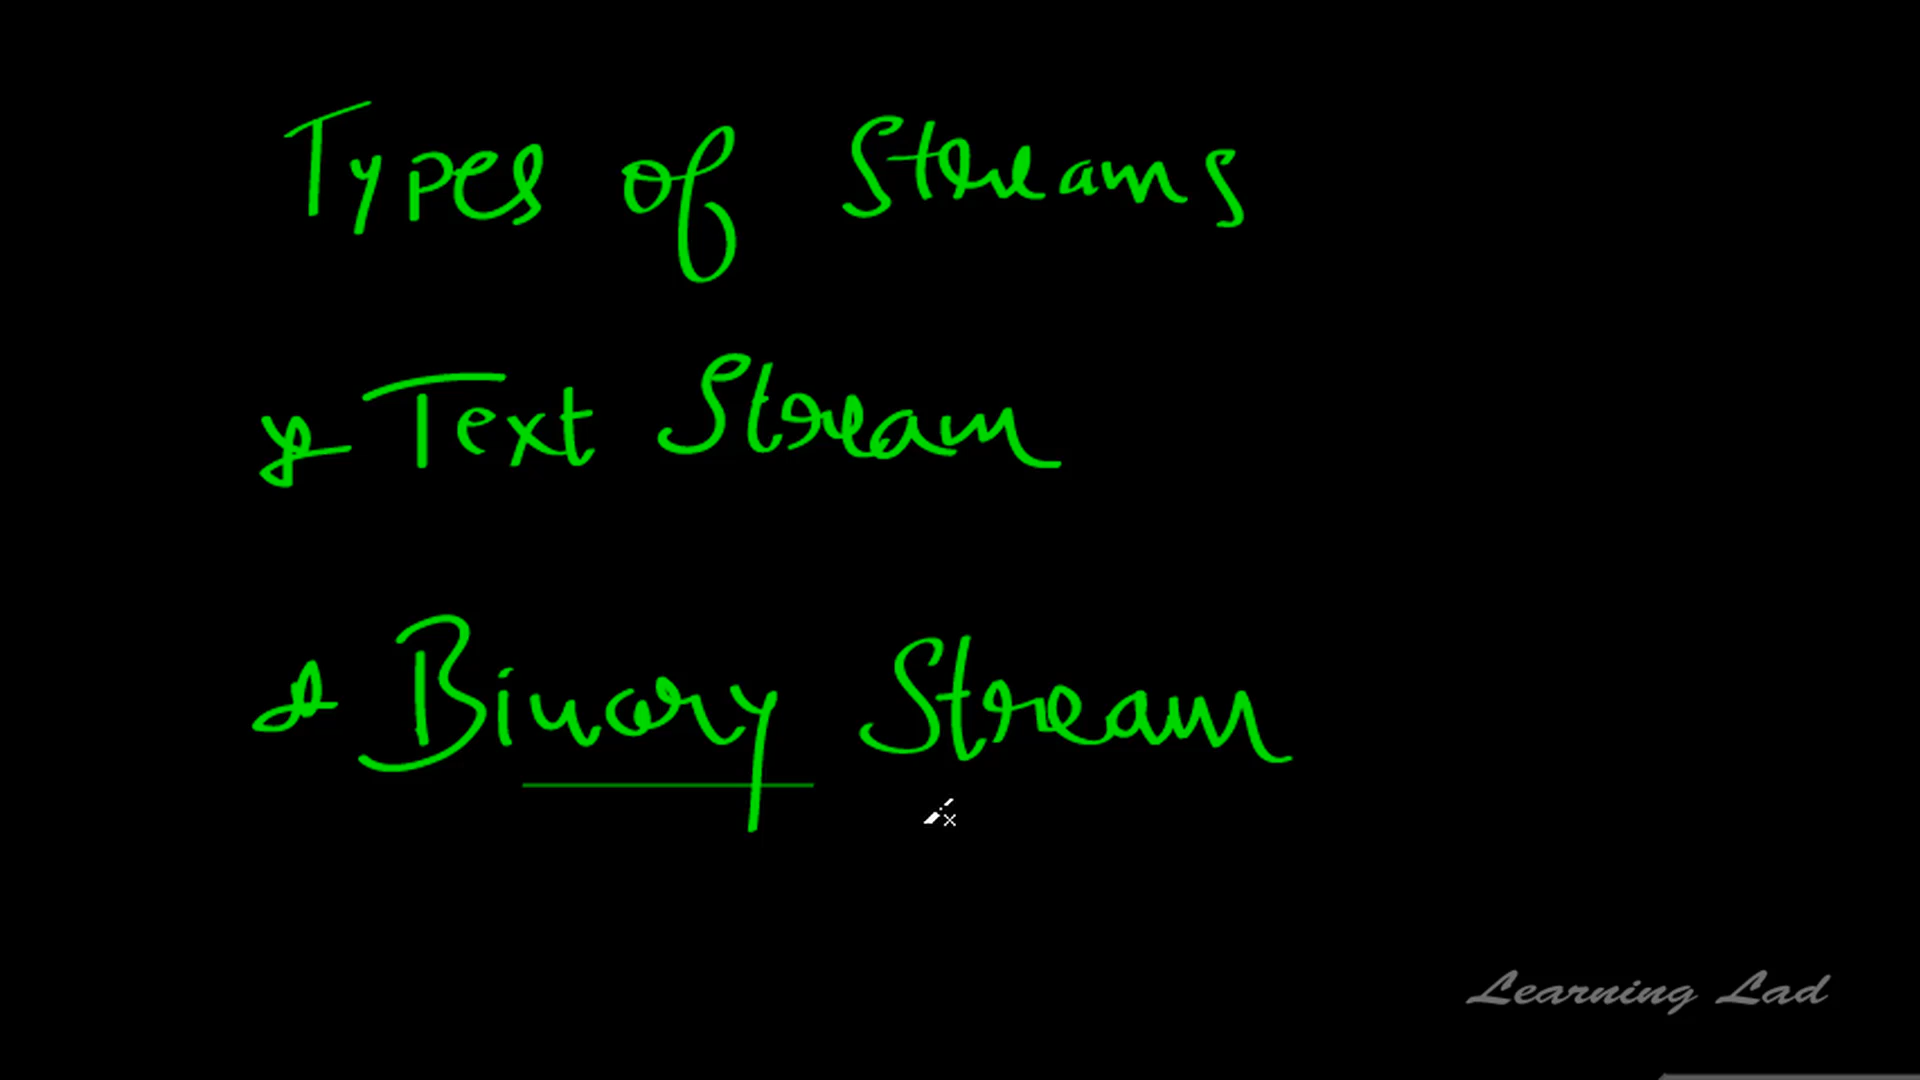 Types of Streams
Text Stream
Binary Stream
Learning Lad